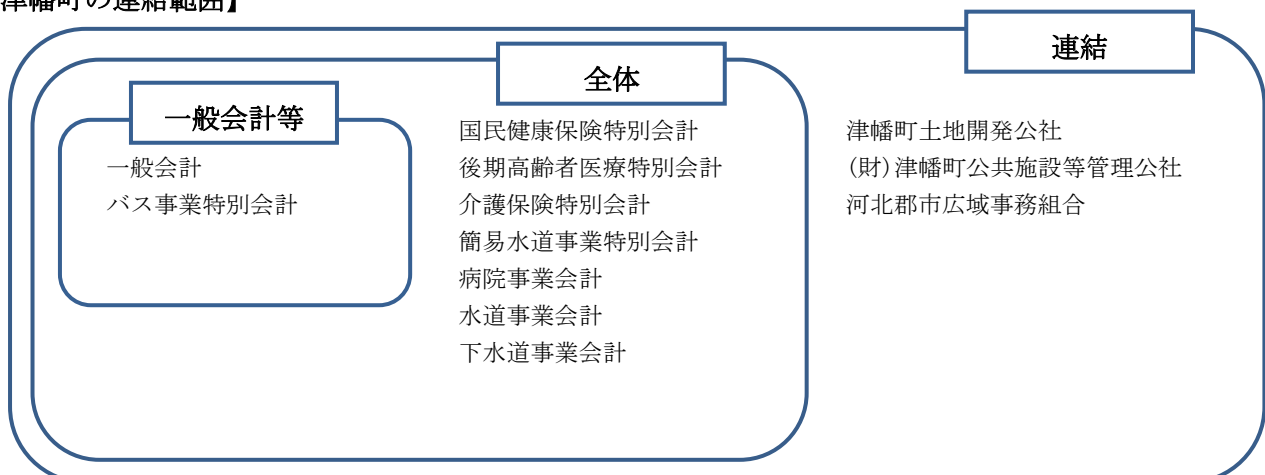 津幡町の連結範囲】
連結
全体
一般会計等
一般会計
バス事業特別会計
国民健康保険特別会計
後期高齢者医療特別会計
介護保険特別会計
簡易水道事業特別会計
病院事業会計
水道事業会計
下水道事業会計
津幡町土地開発公社
(財)津幡町公共施設等管理公社
河北郡市広域事務組合